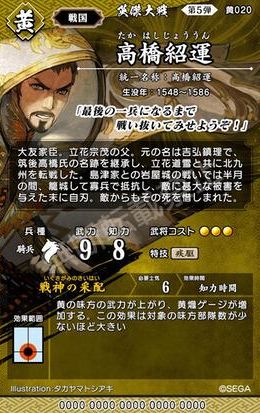 黄
戦国
英傑大戦
第5弾
黄020
たかはしじょううん
高橋紹運
統一名称：高橋紹運
生没年：1548~1586
「最後の一兵になるまで
戦い抜いてみせようぞ！」
大友家臣。立花宗茂の父。元の名は吉弘鎮理で、
筑後高橋氏の名跡を継承し、立花道雪と共に北九
州を転戦した。島津家との岩屋城の戦いでは半月
の間、籠城して寡兵で抵抗し、敵に甚大な被害を
与えた末に自刃。敵からもその死を惜しまれた。
兵種 武力 知力 武将コスト
騎兵 9 8 特技 疾駆
いくさがみのさいはい 必要士気 効果時間
戦神の采配 6 知力時間
効果範囲
黄の味方の武力が上がり、黄爆ゲージが増
加する。この効果は対象の味方部隊数が少
ないほど大きい
Illustration:タカヤマトシアキ
©SEGA
0000 0000 0000 0000 0000